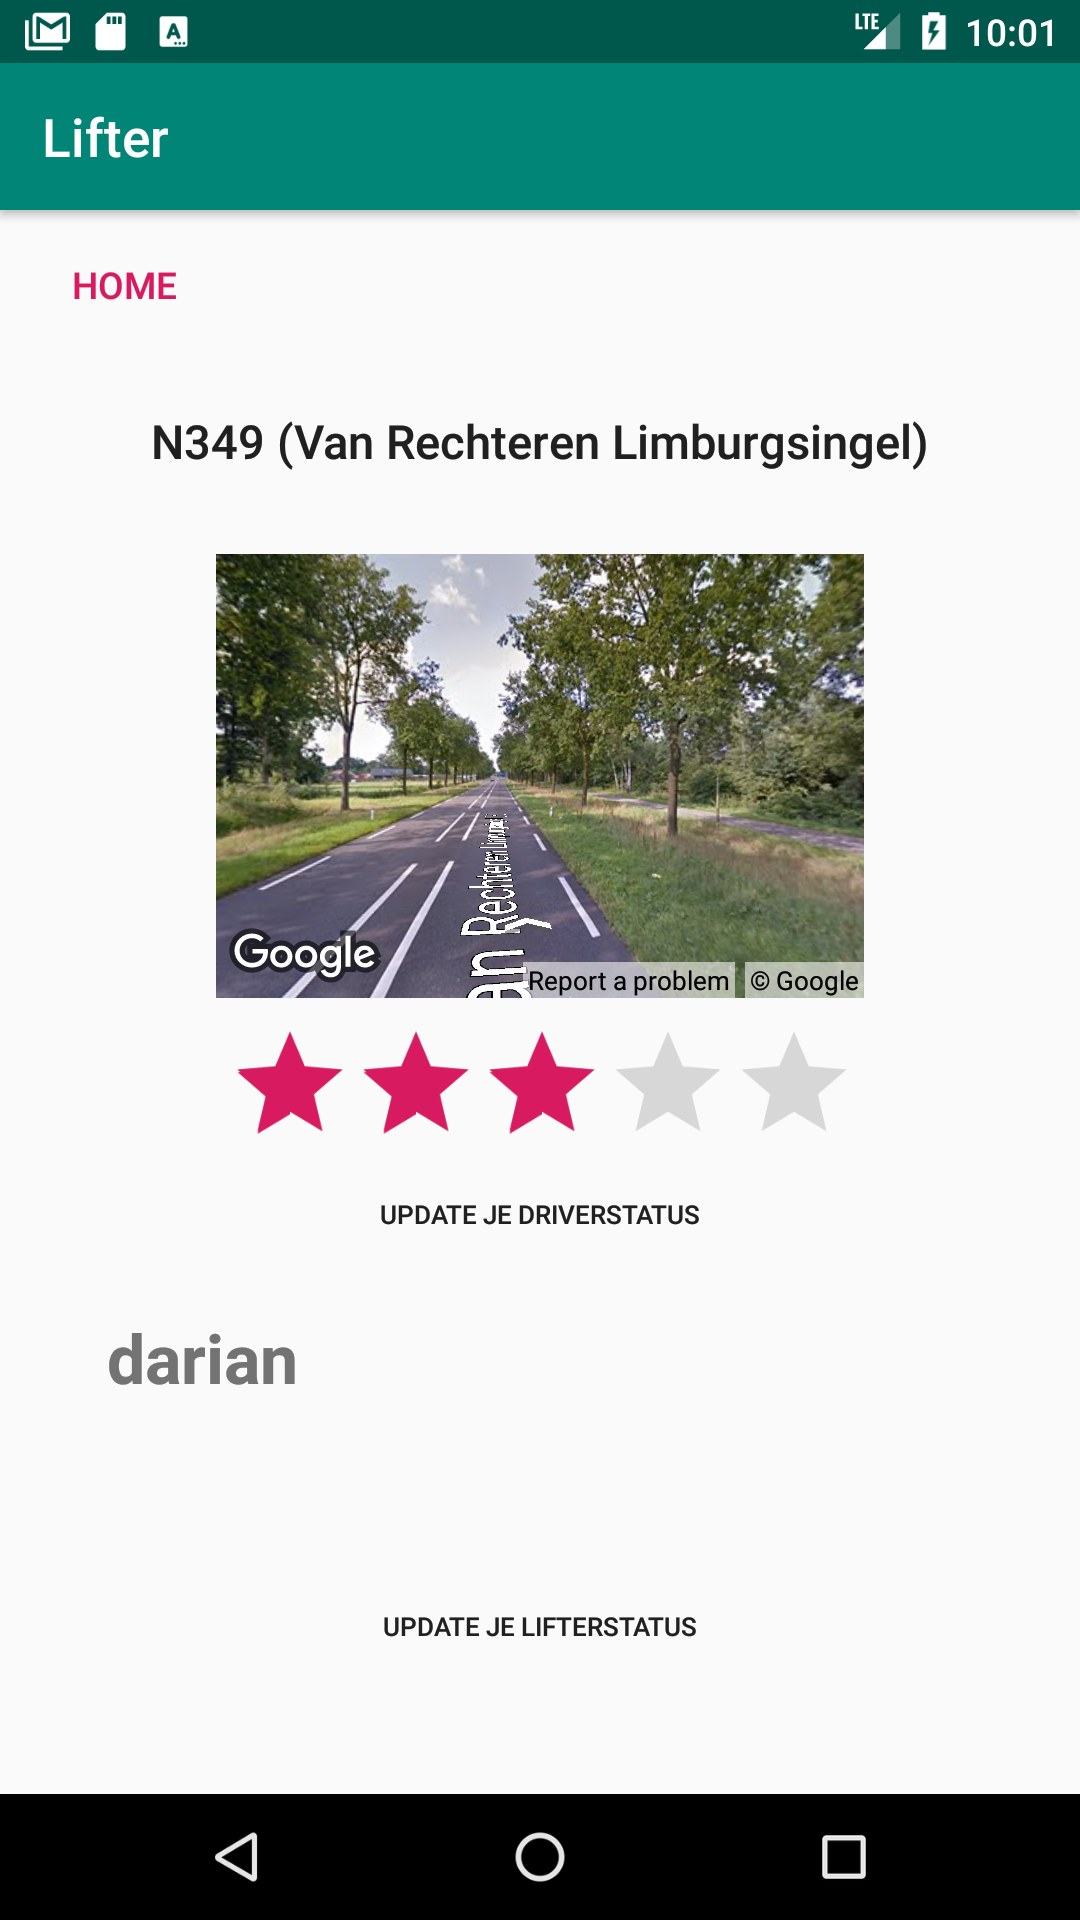 LTE 10:01
Lifter
HOME
N349 (Van Rechteren Limburgsingel)
an Rechteren Limburgsingel
Google
Report a problem © Google
UPDATE JE DRIVERSTATUS
darian
UPDATE JE LIFTERSTATUS